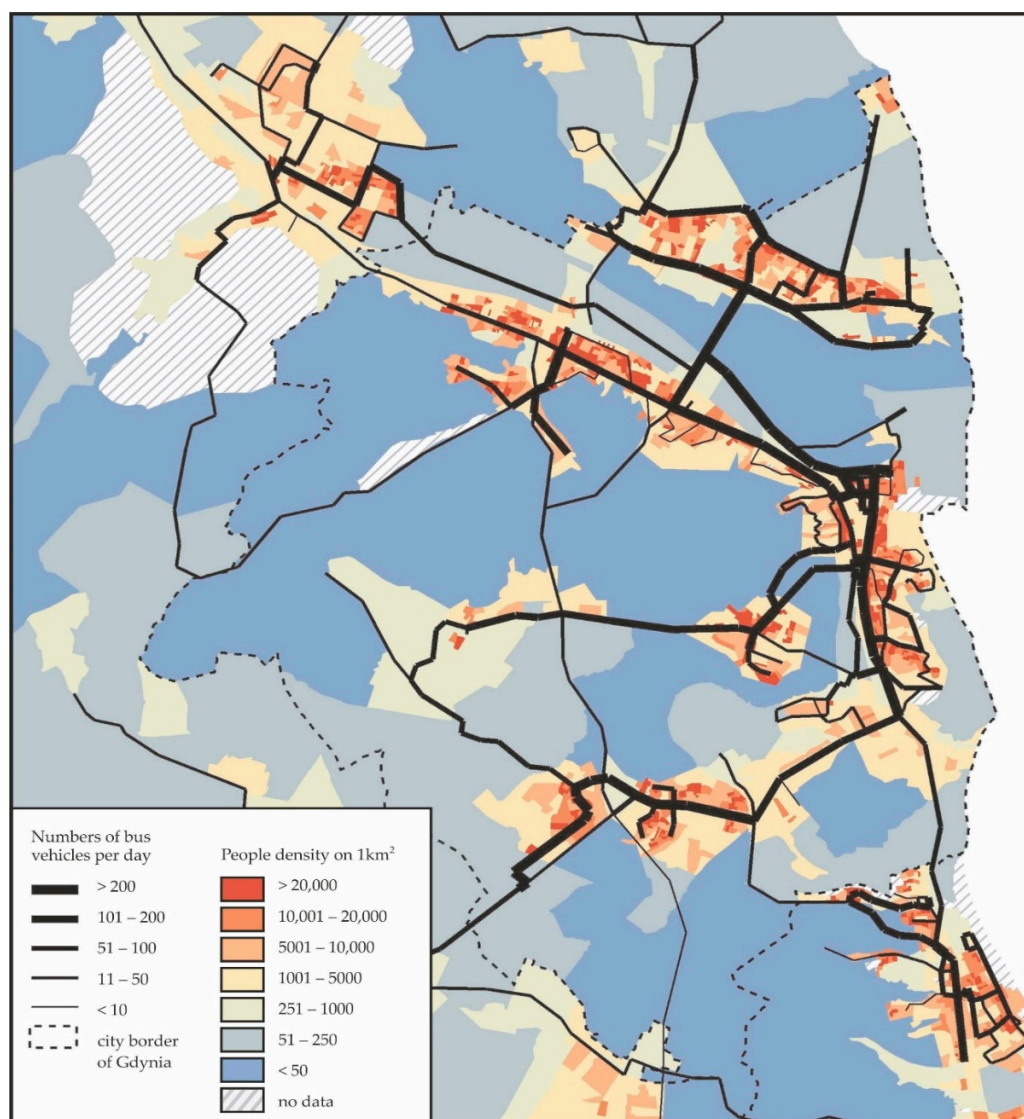 Numbers of bus
vehicles per day
> 200
101 – 200
51 – 100
11 – 50
< 10
city border
of Gdynia
People density on 1km²
> 20,000
10,001 – 20,000
5001 – 10,000
1001 – 5000
251 – 1000
51 – 250
< 50
no data